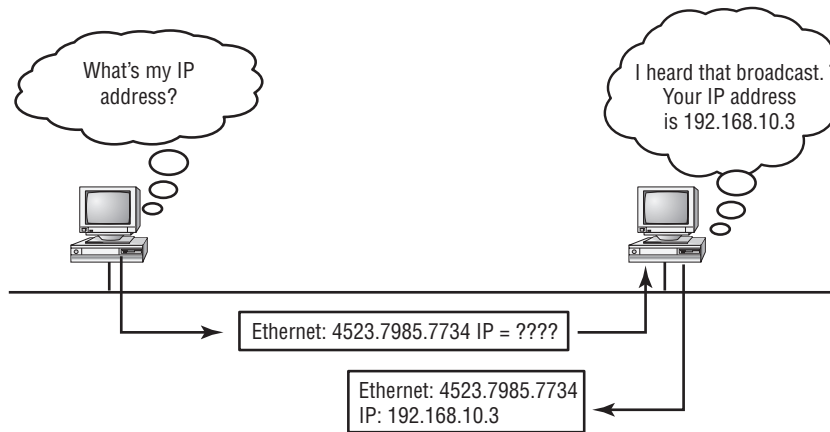 What's my IP
address?
I heard that broadcast.
Your IP address
is 192.168.10.3
Ethernet: 4523.7985.7734 IP = ????
Ethernet: 4523.7985.7734
IP: 192.168.10.3